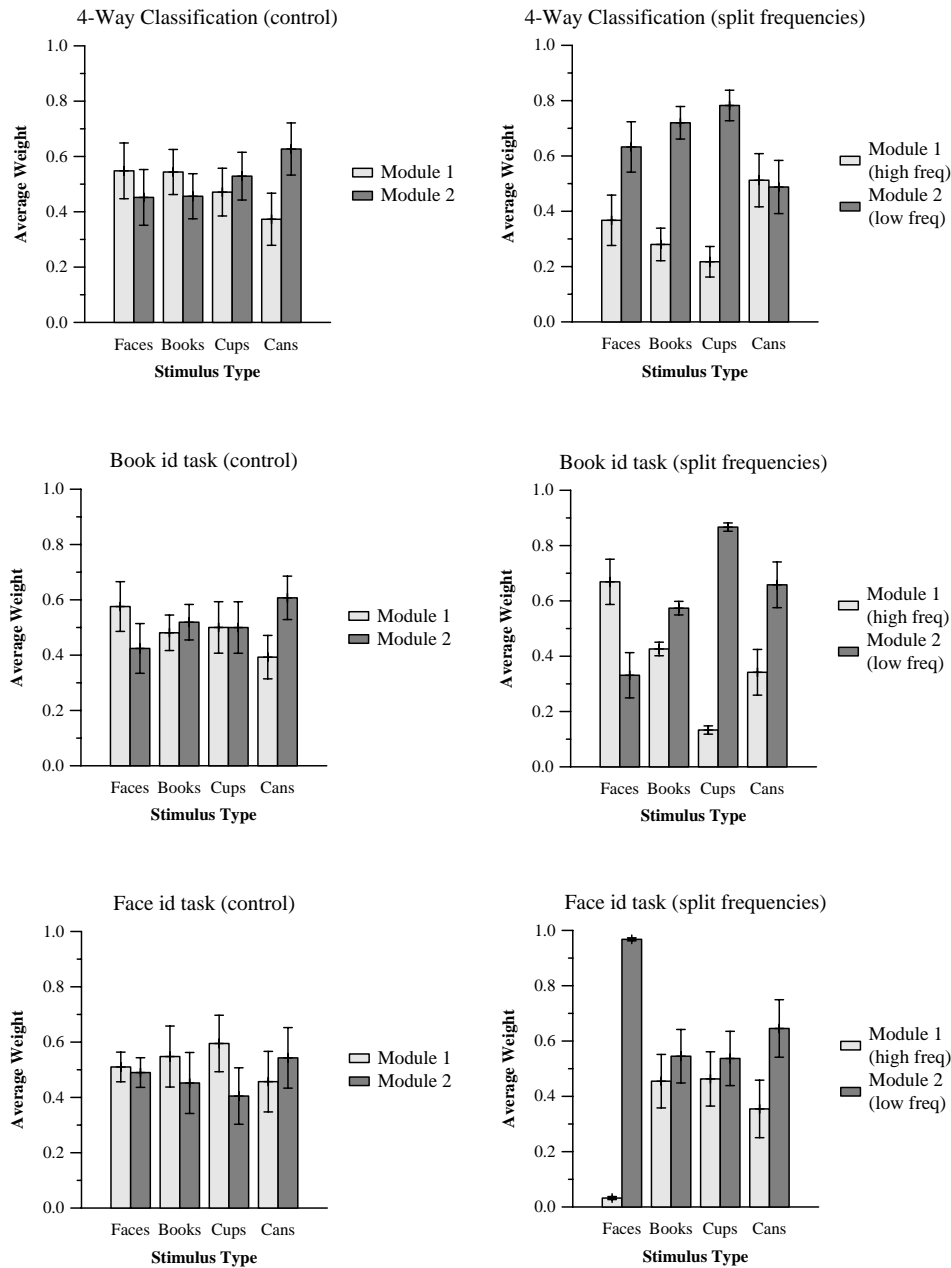 4-Way Classification (control)
1.0
0.8
0.6
0.4
0.2
0.0
Average Weight
Faces Books Cups Cans
Stimulus Type
Module 1
Module 2
4-Way Classification (split frequencies)
1.0
0.8
0.6
0.4
0.2
0.0
Average Weight
Faces Books Cups Cans
Stimulus Type
Module 1
(high freq)
Module 2
(low freq)
Book id task (control)
1.0
0.8
0.6
0.4
0.2
0.0
Average Weight
Faces Books Cups Cans
Stimulus Type
Module 1
Module 2
Book id task (split frequencies)
1.0
0.8
0.6
0.4
0.2
0.0
Average Weight
Faces Books Cups Cans
Stimulus Type
Module 1
(high freq)
Module 2
(low freq)
Face id task (control)
1.0
0.8
0.6
0.4
0.2
0.0
Average Weight
Faces Books Cups Cans
Stimulus Type
Module 1
Module 2
Face id task (split frequencies)
1.0
0.8
0.6
0.4
0.2
0.0
Average Weight
Faces Books Cups Cans
Stimulus Type
Module 1
(high freq)
Module 2
(low freq)